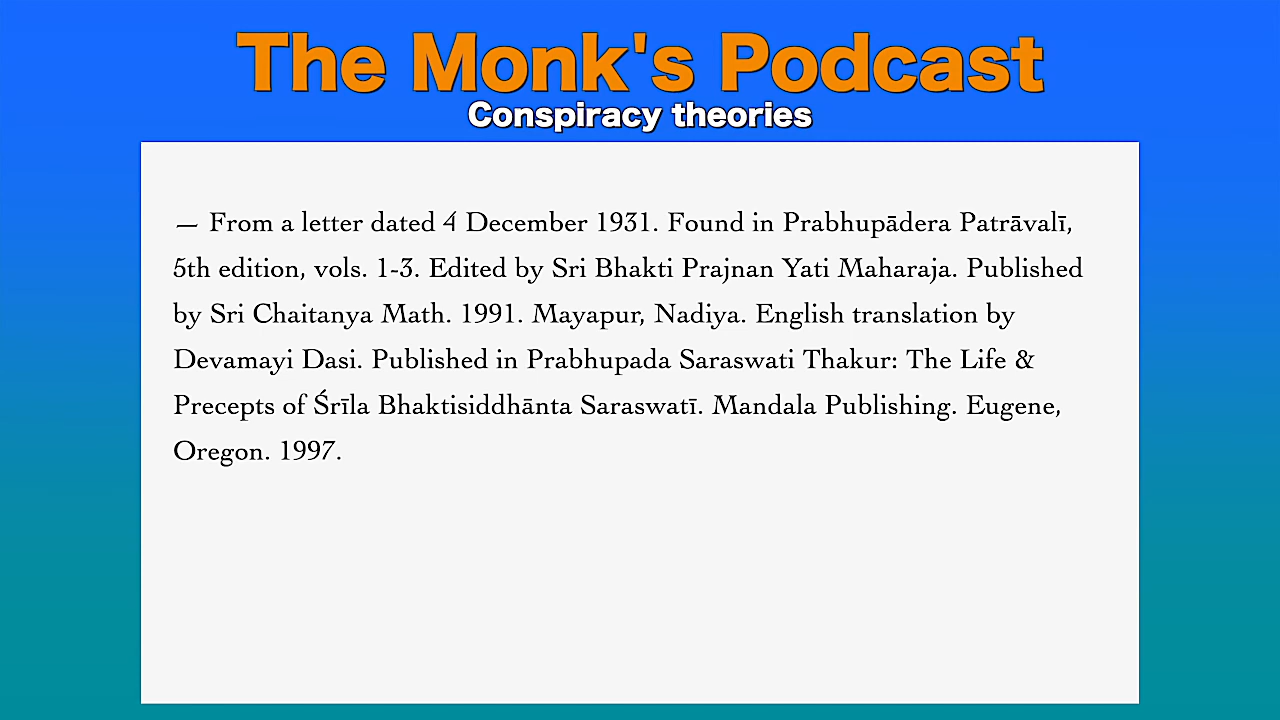 The Monk's Podcast
Conspiracy theories
— From a letter dated 4 December 1931. Found in Prabhupādera Patrāvalī,
5th edition, vols. 1-3. Edited by Sri Bhakti Prajnan Yati Maharaja. Published
by Sri Chaitanya Math. 1991. Mayapur, Nadiya. English translation by
Devamayi Dasi. Published in Prabhupada Saraswati Thakur: The Life &
Precepts of Śrīla Bhaktisiddhānta Saraswatī. Mandala Publishing. Eugene,
Oregon. 1997.